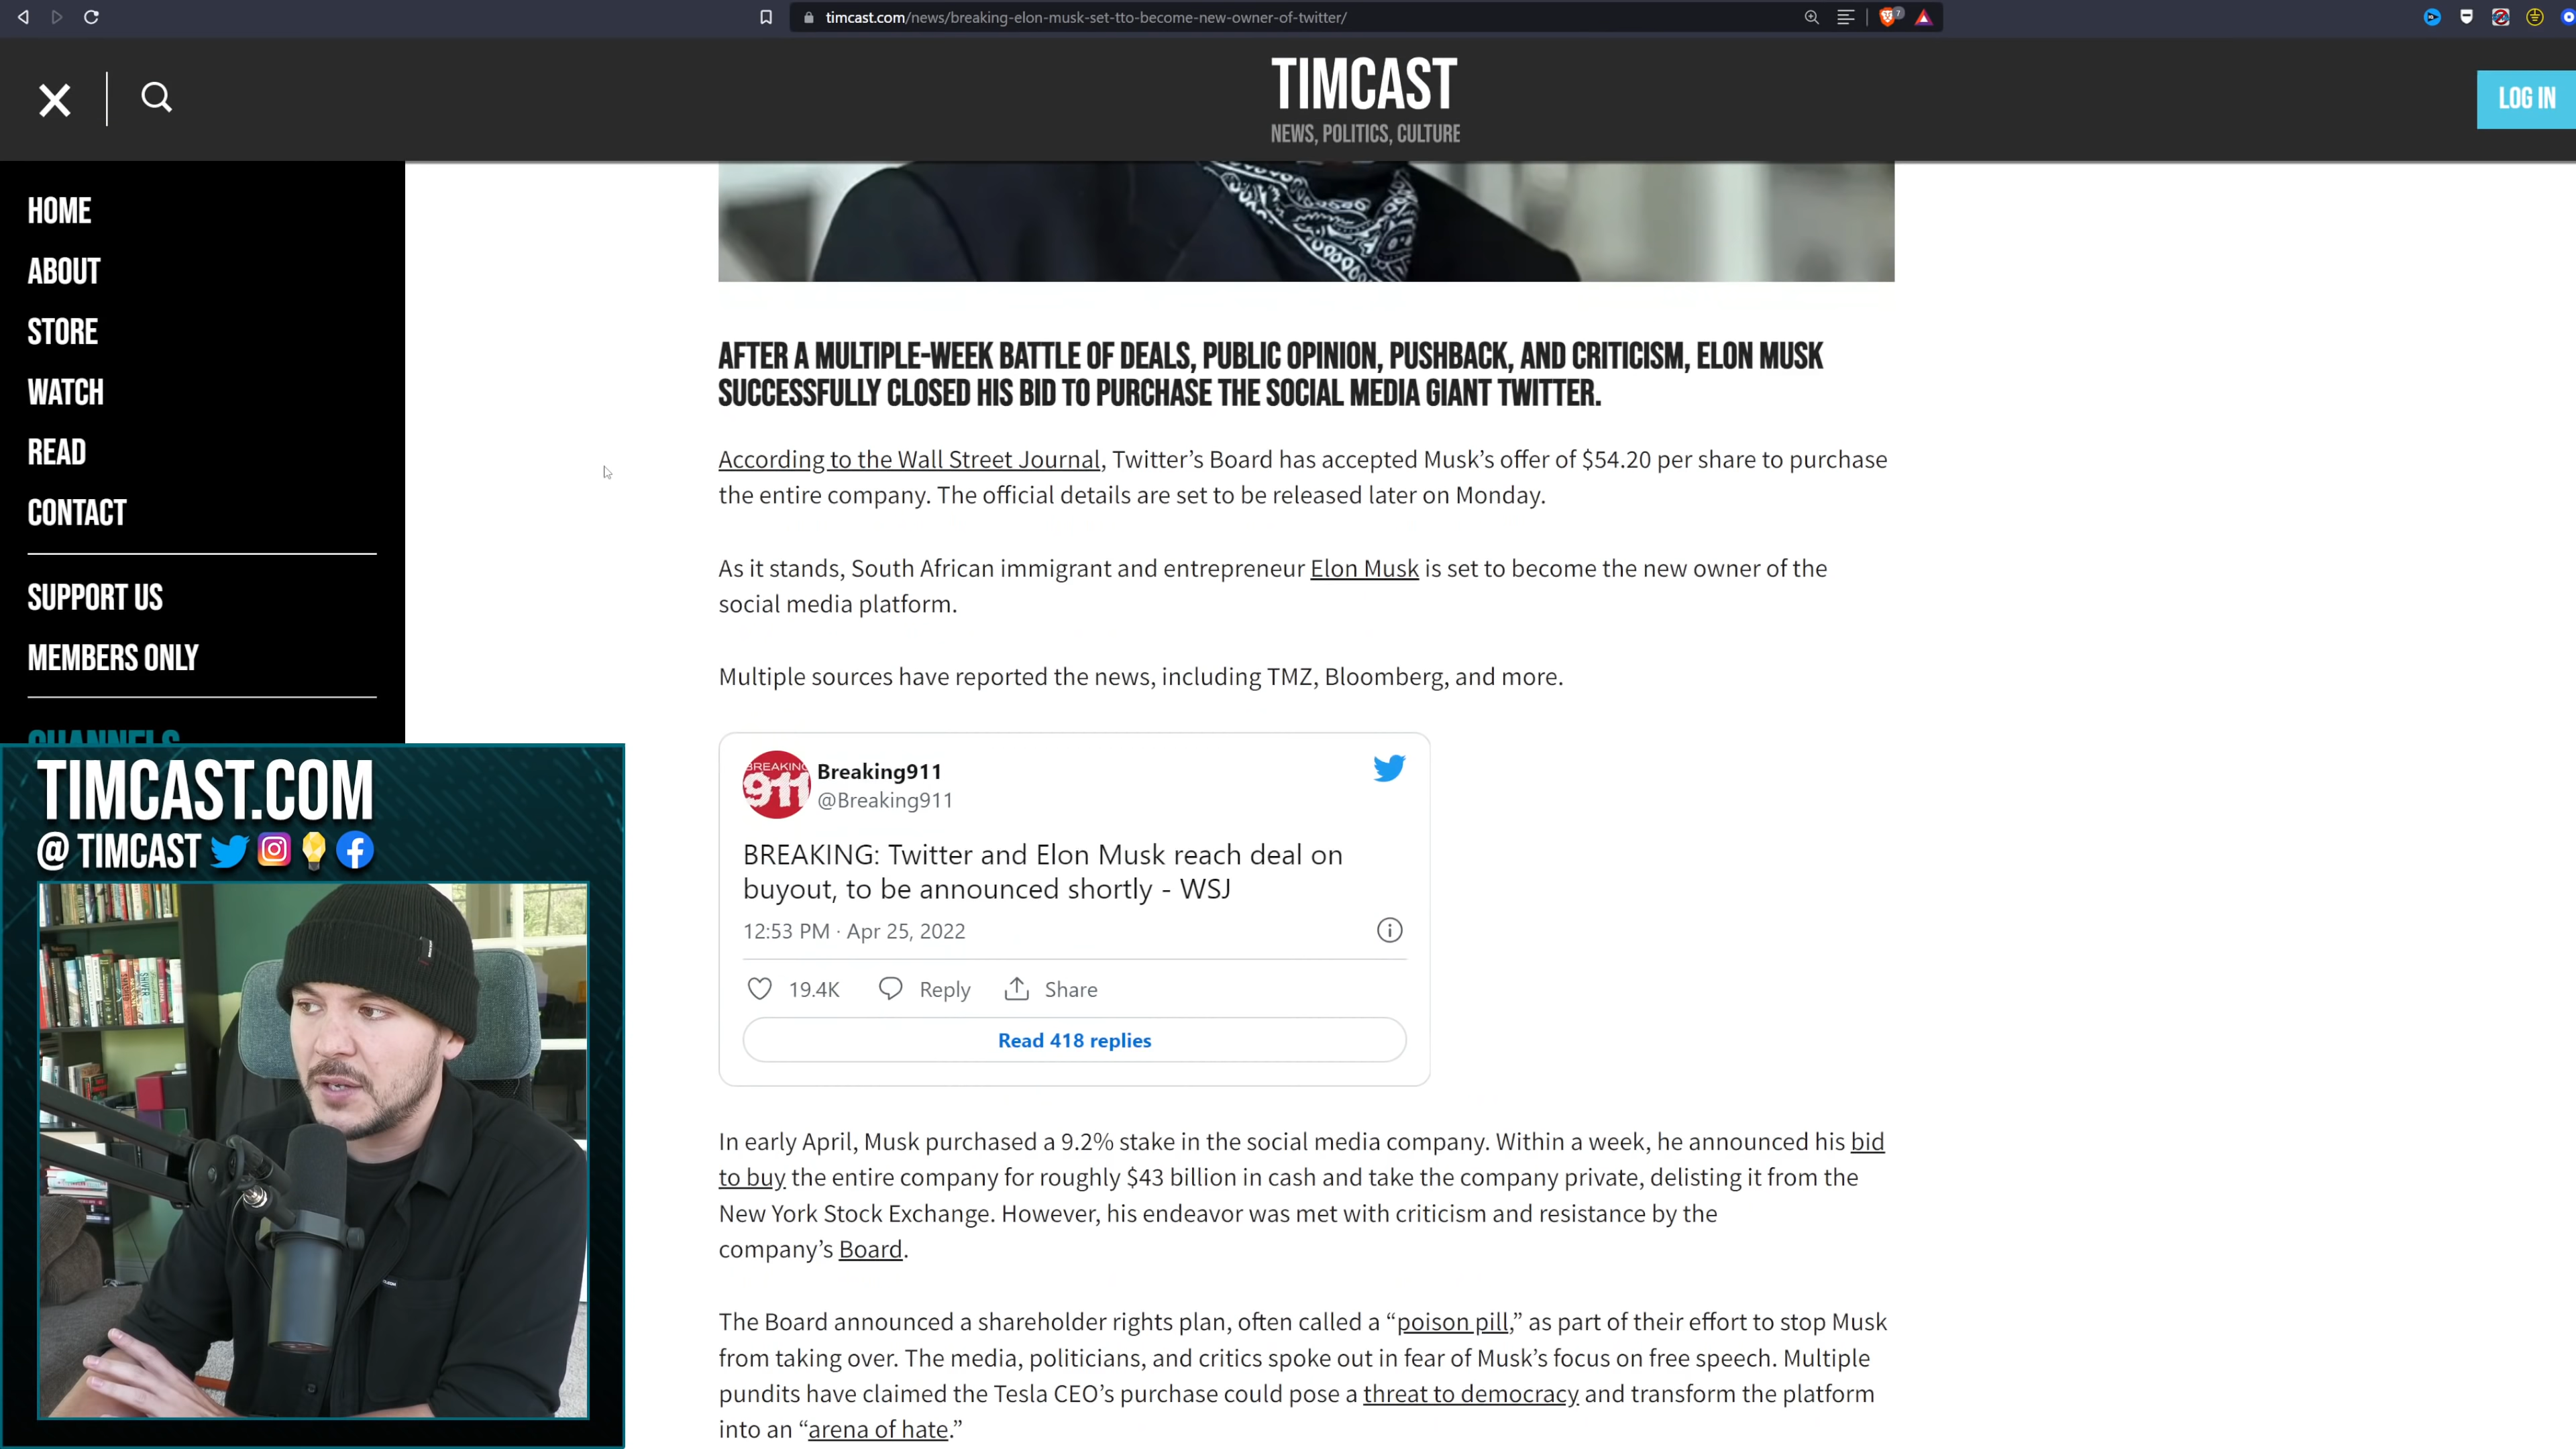 timcast.com/news/breaking-elon-musk-set-tto-become-new-owner-of-twitter/
7
TIMCAST
NEWS, POLITICS, CULTURE
LOG IN
HOME
ABOUT
STORE
WATCH
READ
CONTACT
SUPPORT US
MEMBERS ONLY
CHANNELS
AFTER A MULTIPLE-WEEK BATTLE OF DEALS, PUBLIC OPINION, PUSHBACK, AND CRITICISM, ELON MUSK
SUCCESSFULLY CLOSED HIS BID TO PURCHASE THE SOCIAL MEDIA GIANT TWITTER.
According to the Wall Street Journal, Twitter’s Board has accepted Musk’s offer of $54.20 per share to purchase
the entire company. The official details are set to be released later on Monday.
As it stands, South African immigrant and entrepreneur Elon Musk is set to become the new owner of the
social media platform.
Multiple sources have reported the news, including TMZ, Bloomberg, and more.
BREAKING
911
Breaking911
@Breaking911
BREAKING: Twitter and Elon Musk reach deal on
buyout, to be announced shortly - WSJ
12:53 PM · Apr 25, 2022
19.4K Reply Share
Read 418 replies
In early April, Musk purchased a 9.2% stake in the social media company. Within a week, he announced his bid
to buy the entire company for roughly $43 billion in cash and take the company private, delisting it from the
New York Stock Exchange. However, his endeavor was met with criticism and resistance by the
company’s Board.
The Board announced a shareholder rights plan, often called a “poison pill,” as part of their effort to stop Musk
from taking over. The media, politicians, and critics spoke out in fear of Musk’s focus on free speech. Multiple
pundits have claimed the Tesla CEO’s purchase could pose a threat to democracy and transform the platform
into an “arena of hate.”
TIMCAST.COM
@ TIMCAST